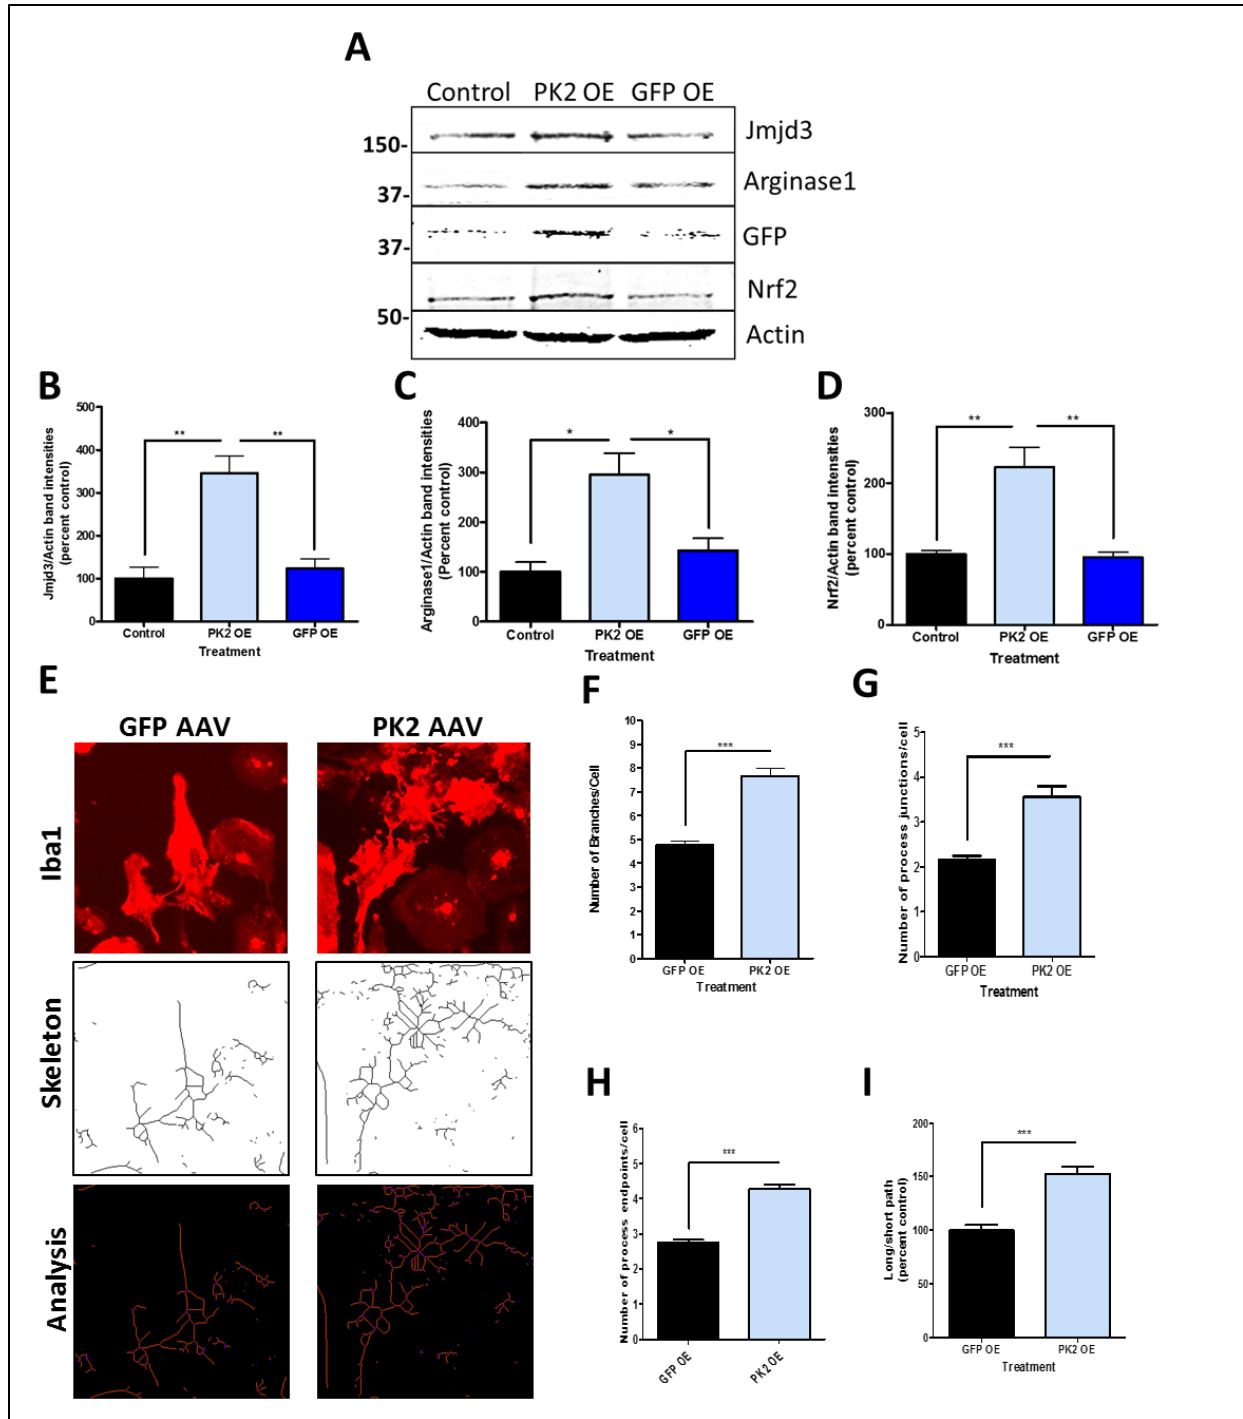 A
Control PK2 OE GFP OE
150- Jmjd3
37- Arginase1
37- GFP
Nrf2
50- Actin
B
Jmjd3/Actin band intensities
(percent control)
500
400
300
200
100
0
**
**
Control PK2 OE GFP OE
Treatment
C
Arginase1/Actin band intensities
(Percent control)
400
300
200
100
0
*
*
Control PK2 OE GFP OE
Treatment
D
Nrf2/Actin band intensities
(percent control)
300
200
100
0
**
**
Control PK2 OE GFP OE
Treatment
E
GFP AAV PK2 AAV
Iba1
Skeleton
Analysis
F
Number of Branches/Cell
10
9
8
7
6
5
4
3
2
1
0
***
GFP OE PK2 OE
Treatment
G
Number of process junctions/cell
5
4
3
2
1
0
***
GFP OE PK2 OE
Treatment
H
Number of process endpoints/cell
6
5
4
3
2
1
0
***
GFP OE PK2 OE
I
Long/short path
(percent control)
200
150
100
50
0
***
GFP OE PK2 OE
Treatment